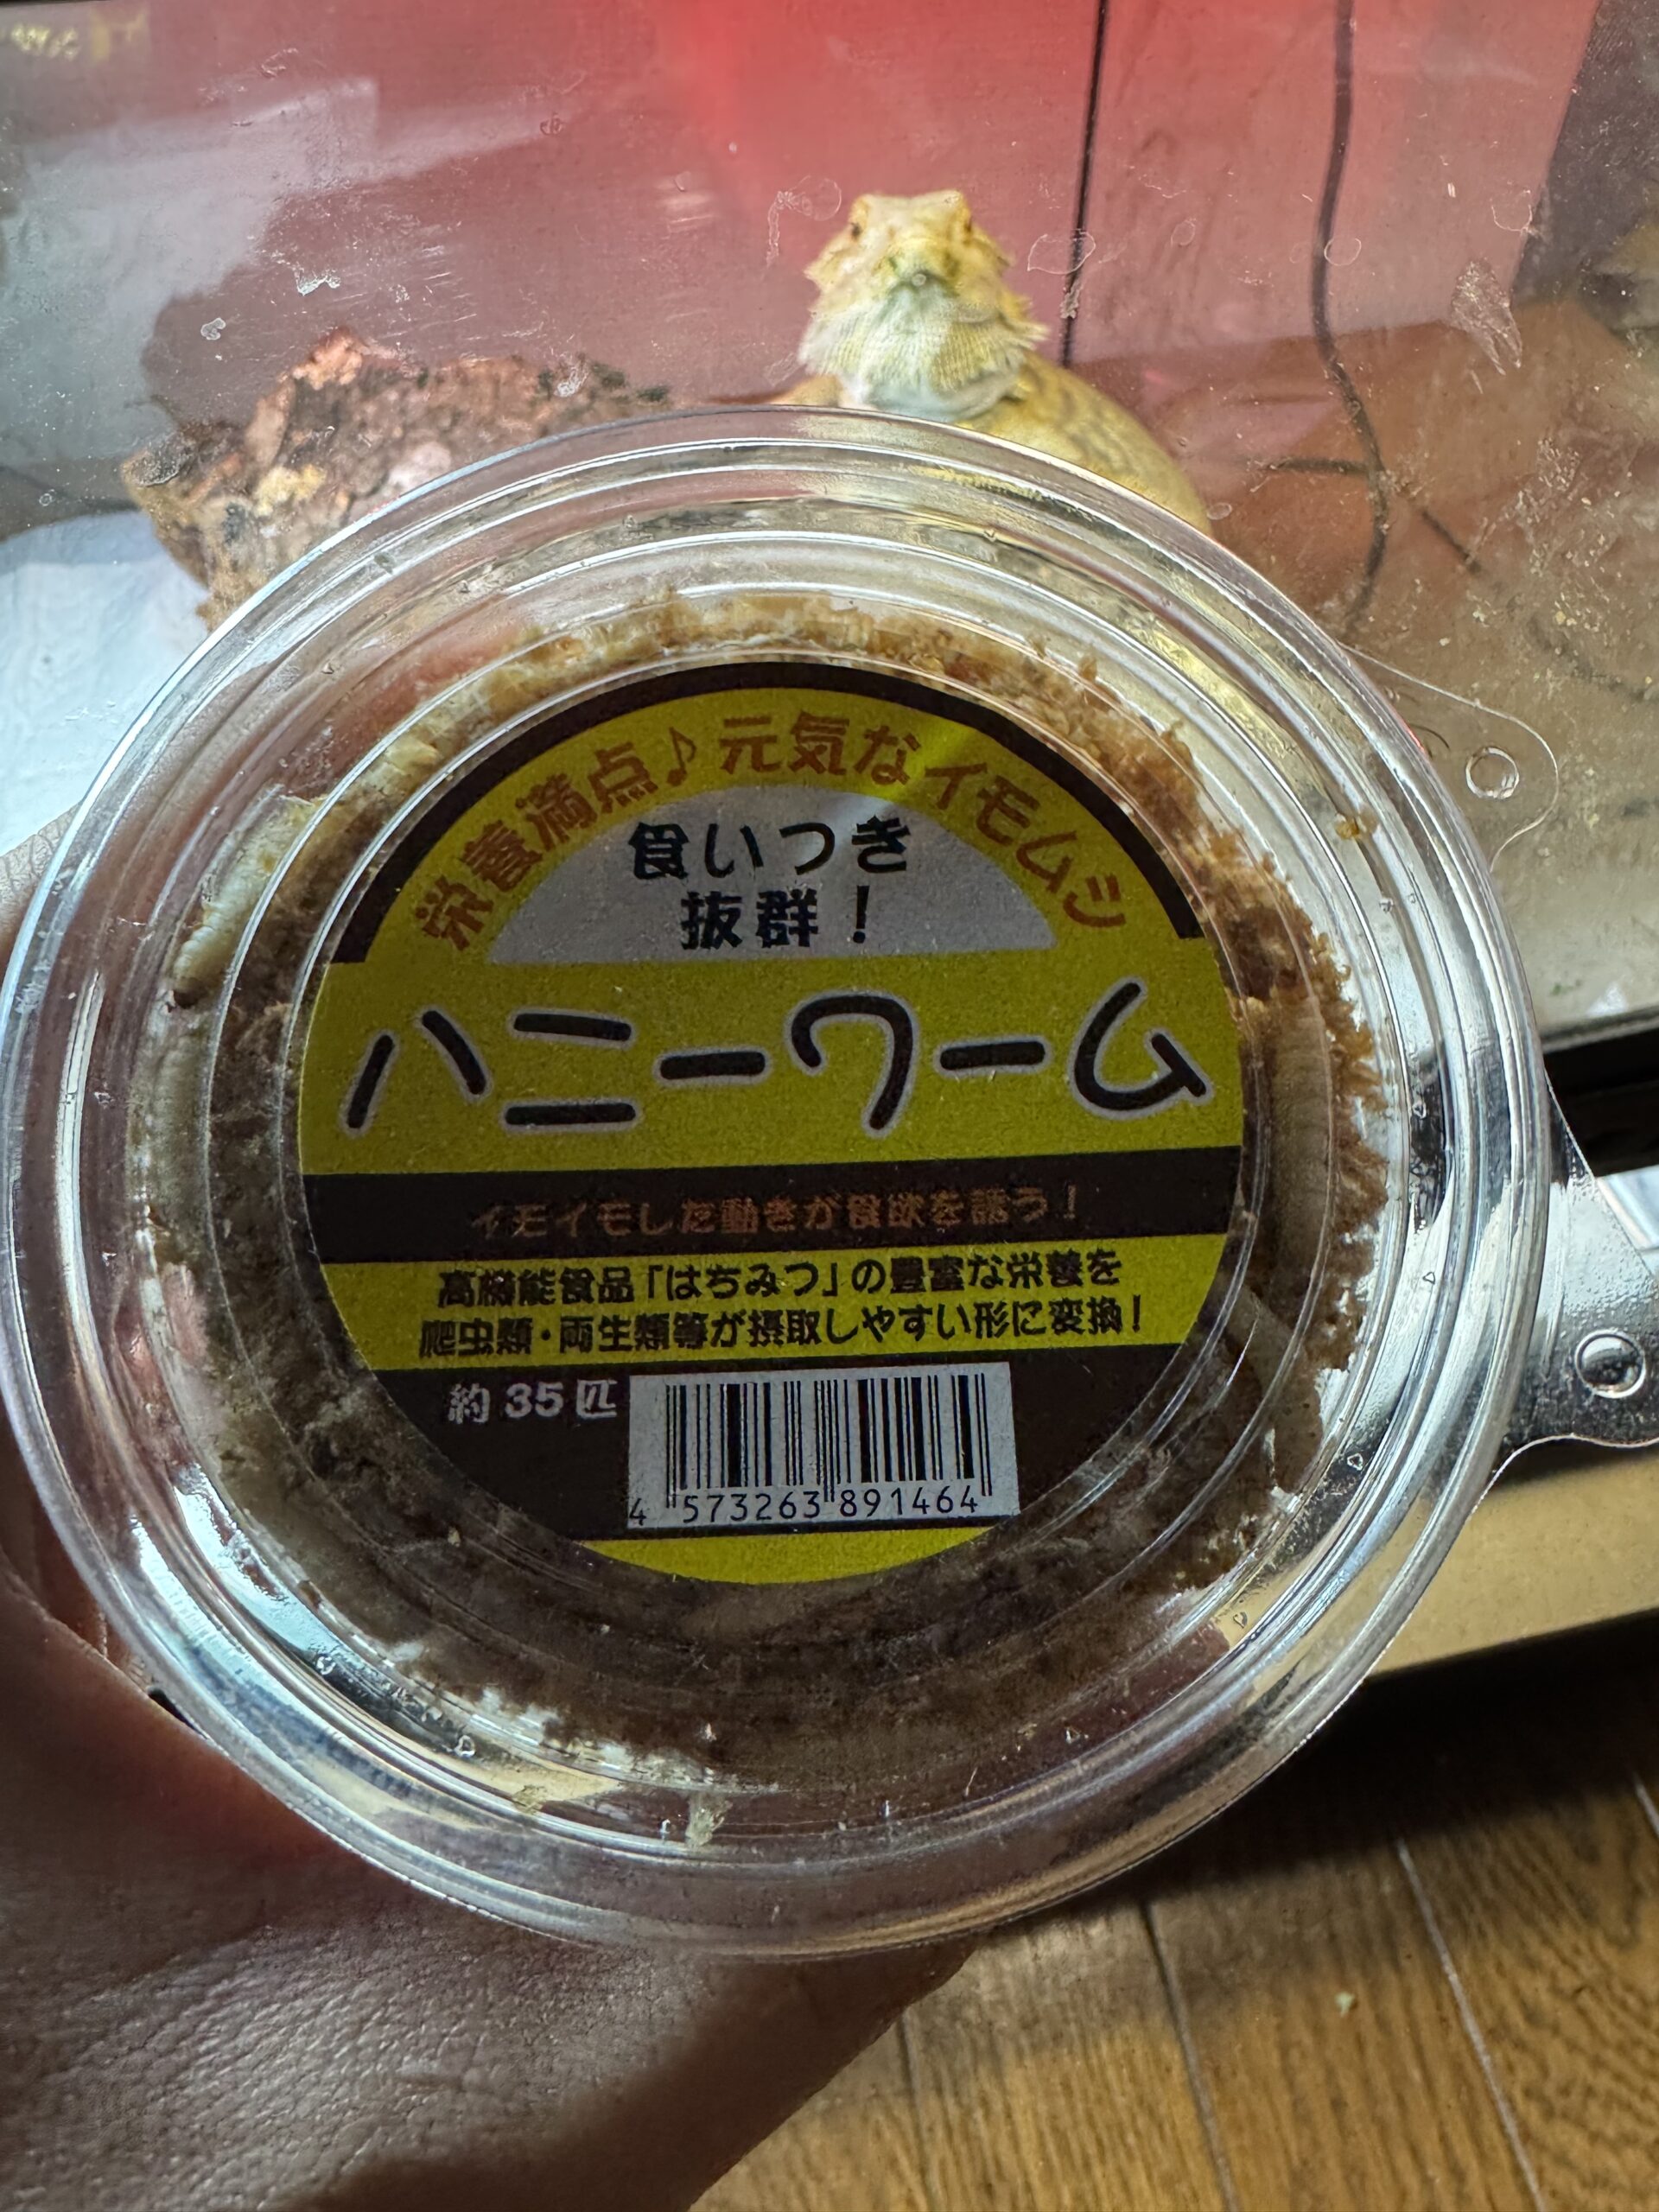 栄養満点♪元気なイモムシ
食いつき
抜群！
ハニーワーム
イモイモした動きが食欲を誘う！
高機能食品「はちみつ」の豊富な栄養を
爬虫類・両生類等が摂取しやすい形に変換！
約35匹
4 573263 891464